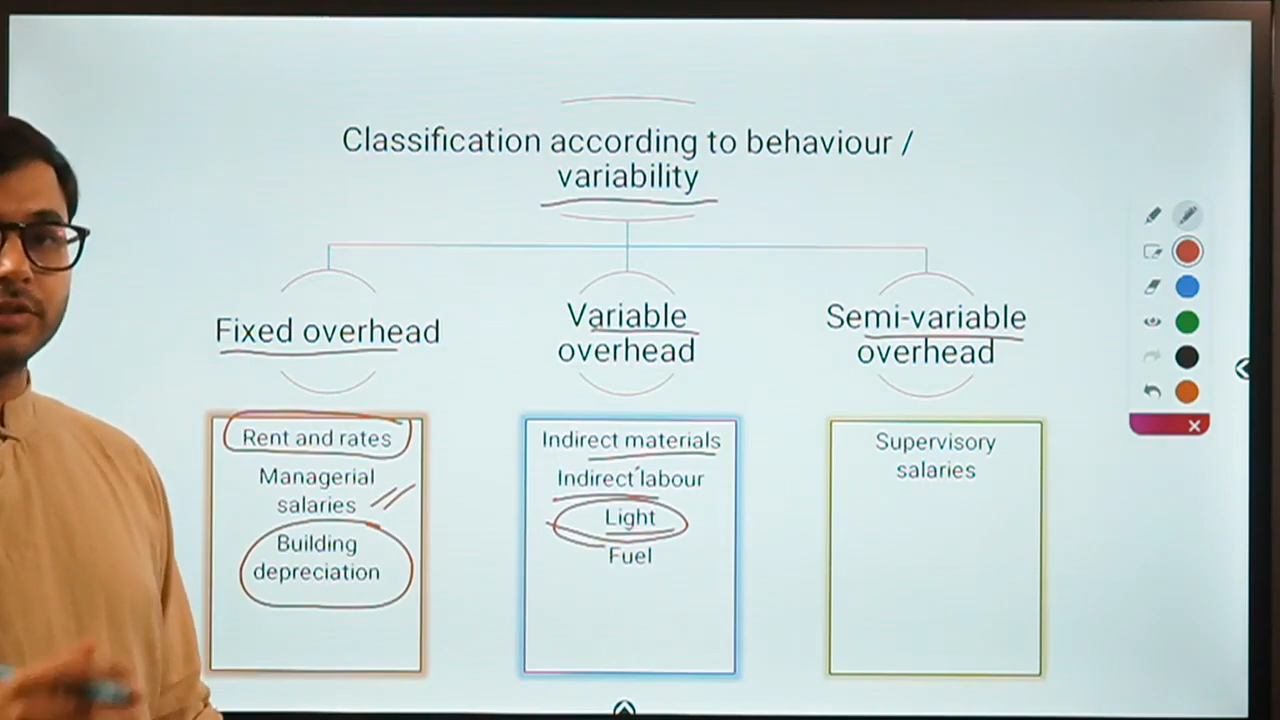 Classification according to behaviour /
variability
Fixed overhead
Variable
overhead
Semi-variable
overhead
Rent and rates
Managerial
salaries
Building
depreciation
Indirect materials
Indirect labour
Light
Fuel
Supervisory
salaries